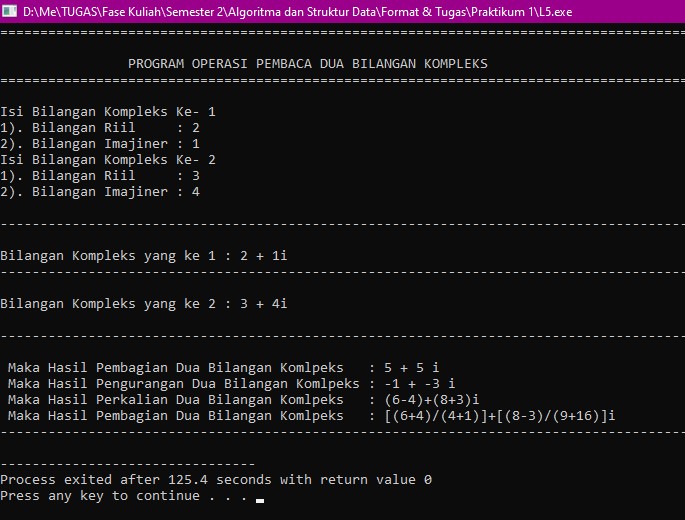 D:\Me\TUGAS\Fase Kuliah\Semester 2\Algoritma dan Struktur Data\Format & Tugas\Praktikum 1\L5.exe
======================================================================================
PROGRAM OPERASI PEMBACA DUA BILANGAN KOMPLEKS
======================================================================================
Isi Bilangan Kompleks Ke- 1
1). Bilangan Riil     : 2
2). Bilangan Imajiner : 1
Isi Bilangan Kompleks Ke- 2
1). Bilangan Riil     : 3
2). Bilangan Imajiner : 4
--------------------------------------------------------------------------------------
Bilangan Kompleks yang ke 1 : 2 + 1i
--------------------------------------------------------------------------------------
Bilangan Kompleks yang ke 2 : 3 + 4i
--------------------------------------------------------------------------------------
Maka Hasil Pembagian Dua Bilangan Komlpeks   : 5 + 5 i
Maka Hasil Pengurangan Dua Bilangan Komlpeks : -1 + -3 i
Maka Hasil Perkalian Dua Bilangan Komlpeks   : (6-4)+(8+3)i
Maka Hasil Pembagian Dua Bilangan Komlpeks   : [(6+4)/(4+1)]+[(8-3)/(9+16)]i
--------------------------------------------------------------------------------------
--------------------------------
Process exited after 125.4 seconds with return value 0
Press any key to continue . . .